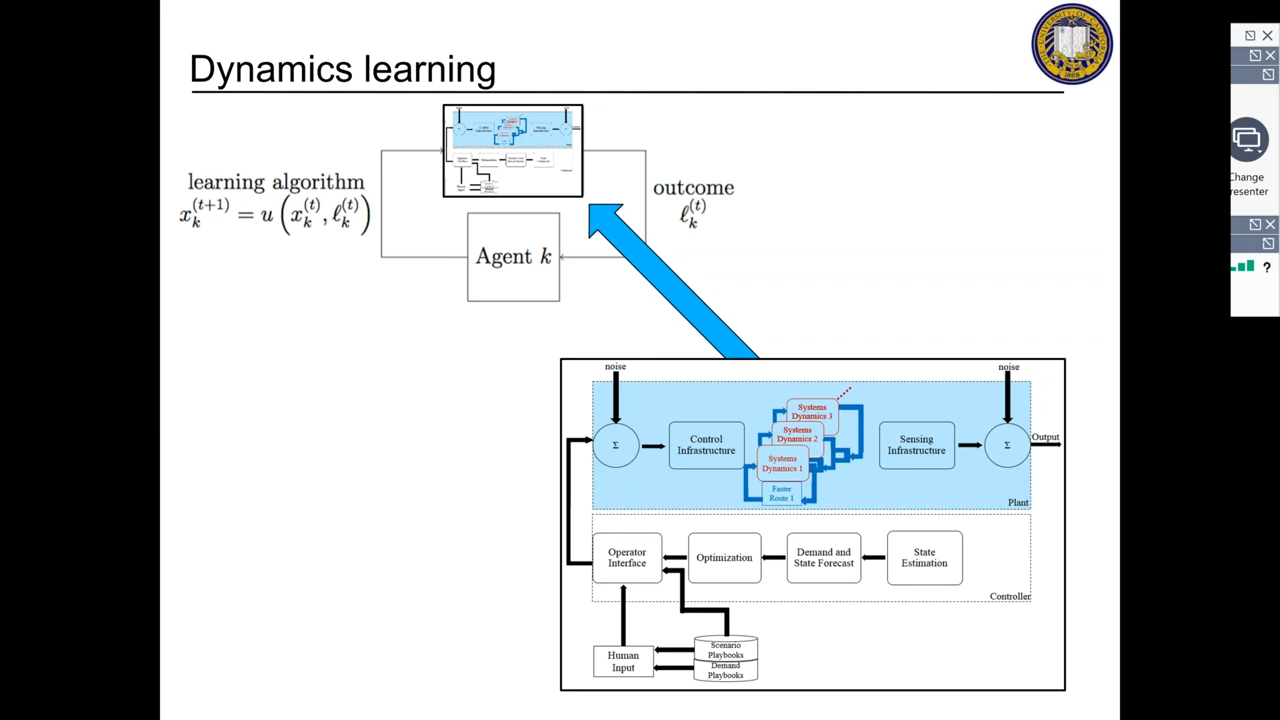 Dynamics learning
learning algorithm
x_k^{(t+1)} = u(x_k^{(t)}, ℓ_k^{(t)})
outcome
ℓ_k^{(t)}
Agent k
noise
noise
Σ
Control
Infrastructure
Systems
Dynamics 3
Systems
Dynamics 2
Systems
Dynamics 1
Faster
Route 1
Sensing
Infrastructure
Σ
Output
Plant
Operator
Interface
Optimization
Demand and
State Forecast
State
Estimation
Controller
Human
Input
Scenario
Playbooks
Demand
Playbooks
?